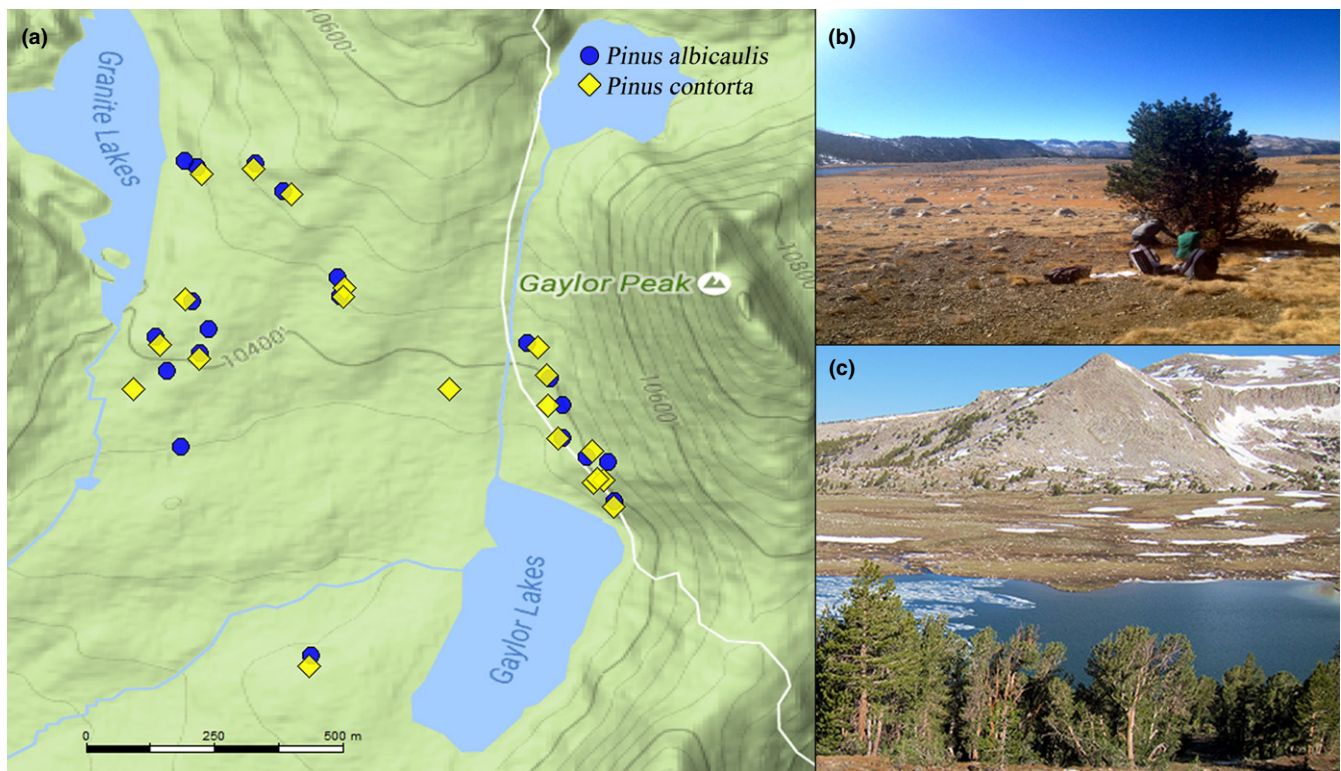 (a)
10600'
Pinus albicaulis
Pinus contorta
Granite Lakes
Gaylor Peak
10800
10400'
10600'
Gaylor Lakes
0 250 500 m
(b)
(c)